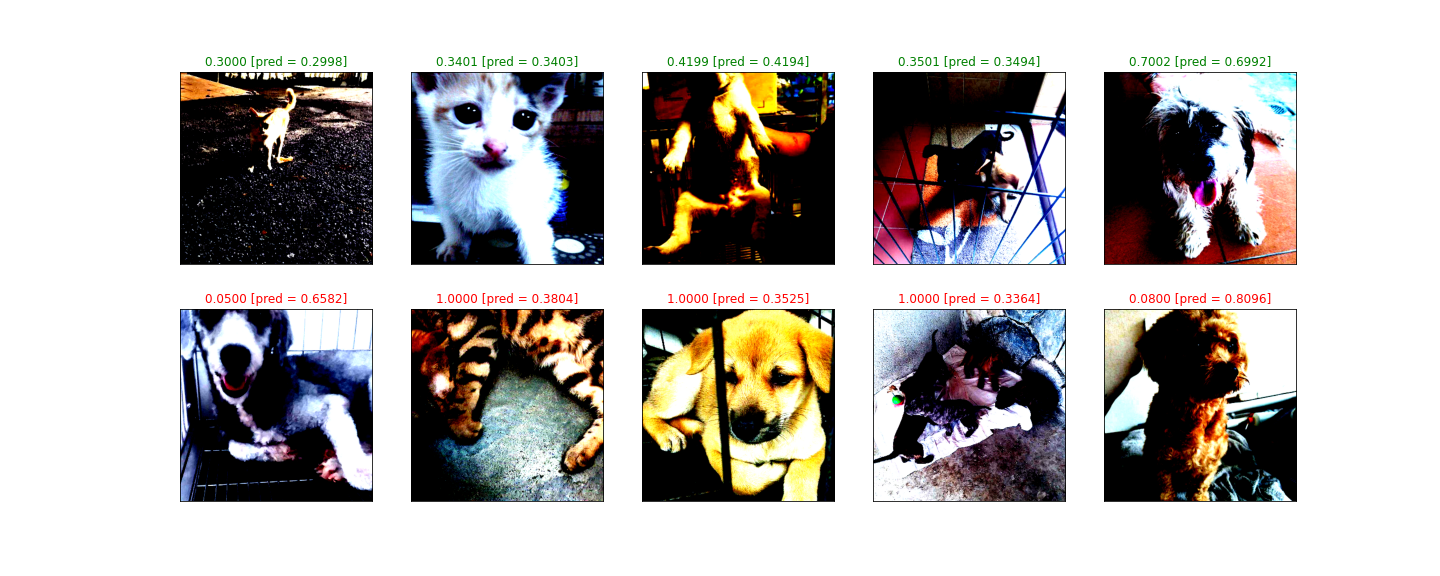 0.3000 [pred = 0.2998]
0.3401 [pred = 0.3403]
0.4199 [pred = 0.4194]
0.3501 [pred = 0.3494]
0.7002 [pred = 0.6992]
0.0500 [pred = 0.6582]
1.0000 [pred = 0.3804]
1.0000 [pred = 0.3525]
1.0000 [pred = 0.3364]
0.0800 [pred = 0.8096]